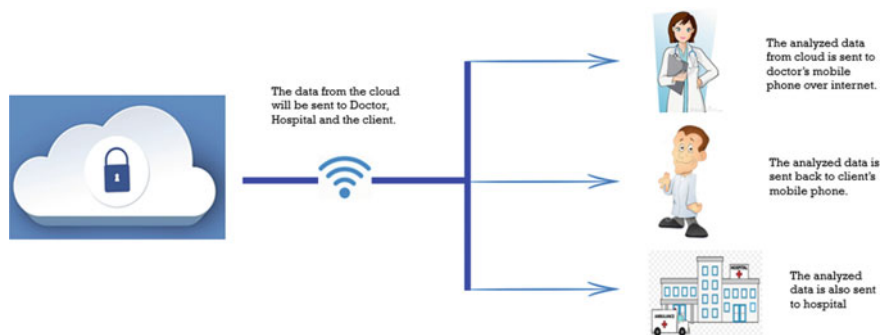 The data from the cloud
will be sent to Doctor,
Hospital and the client.
The analyzed data
from cloud is sent to
doctor's mobile
phone over internet.
The analyzed data is
sent back to client's
mobile phone.
HOSPITAL
AMBULANCE
The analyzed
data is also sent
to hospital